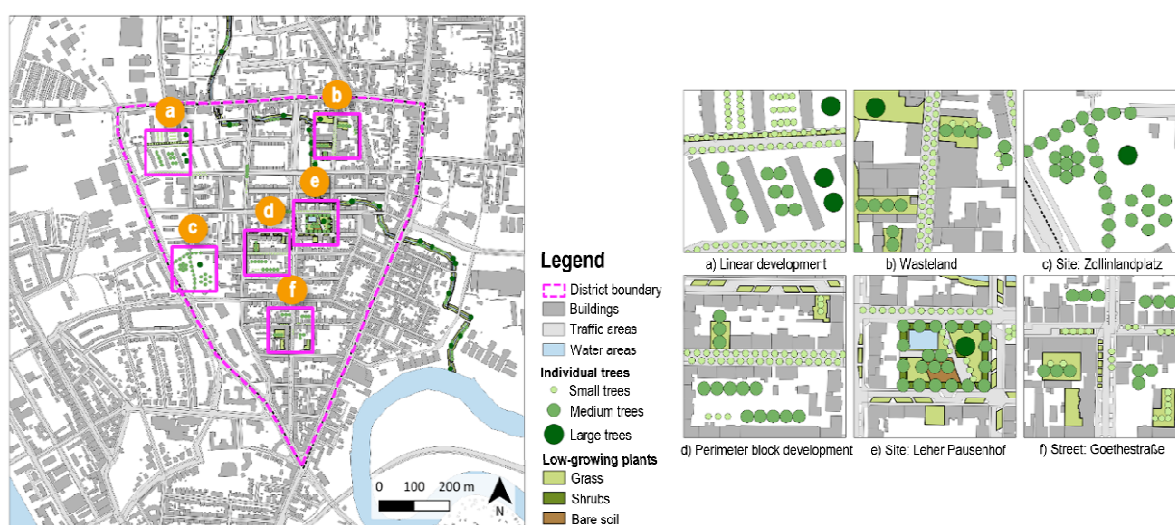 a
b
e
d
c
f
0 100 200 m
N
Legend
District boundary
Buildings
Traffic areas
Water areas
Individual trees
Small trees
Medium trees
Large trees
Low-growing plants
Grass
Shrubs
Bare soil
a) Linear development
b) Wasteland
c) Site: Zollinlandplatz
d) Perimeter block development
e) Site: Leher Pausenhof
f) Street: Goethestraße